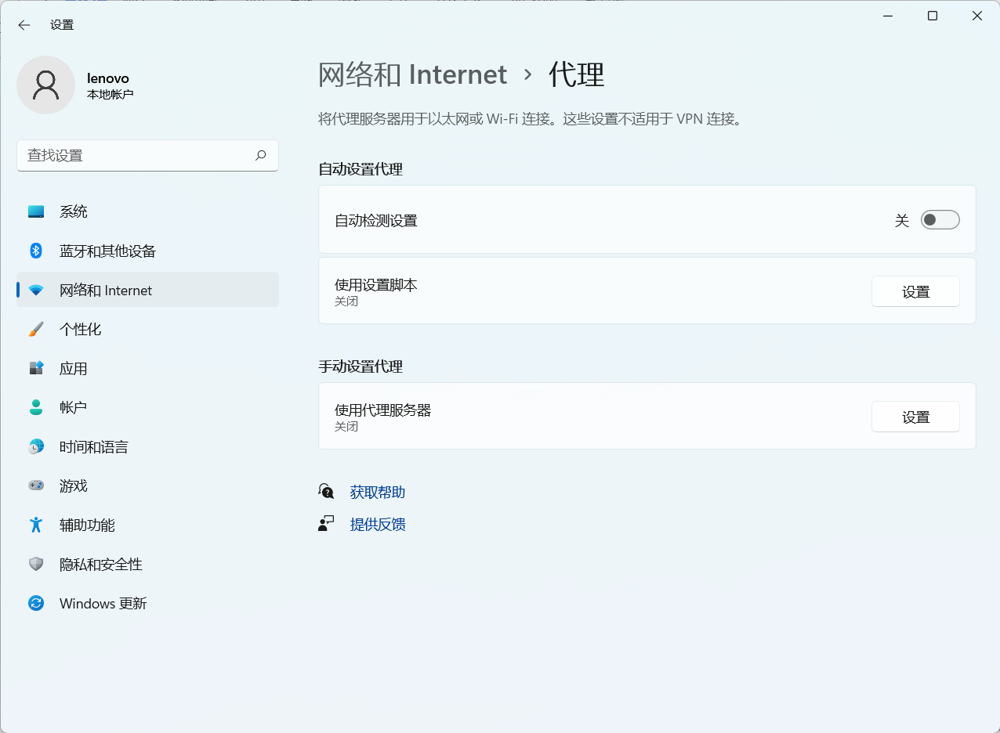 设置
lenovo
本地帐户
查找设置
系统
蓝牙和其他设备
网络和 Internet
个性化
应用
帐户
时间和语言
游戏
辅助功能
隐私和安全性
Windows 更新
网络和 Internet › 代理
将代理服务器用于以太网或 Wi-Fi 连接。这些设置不适用于 VPN 连接。
自动设置代理
自动检测设置
关
使用设置脚本
关闭
设置
手动设置代理
使用代理服务器
关闭
设置
获取帮助
提供反馈